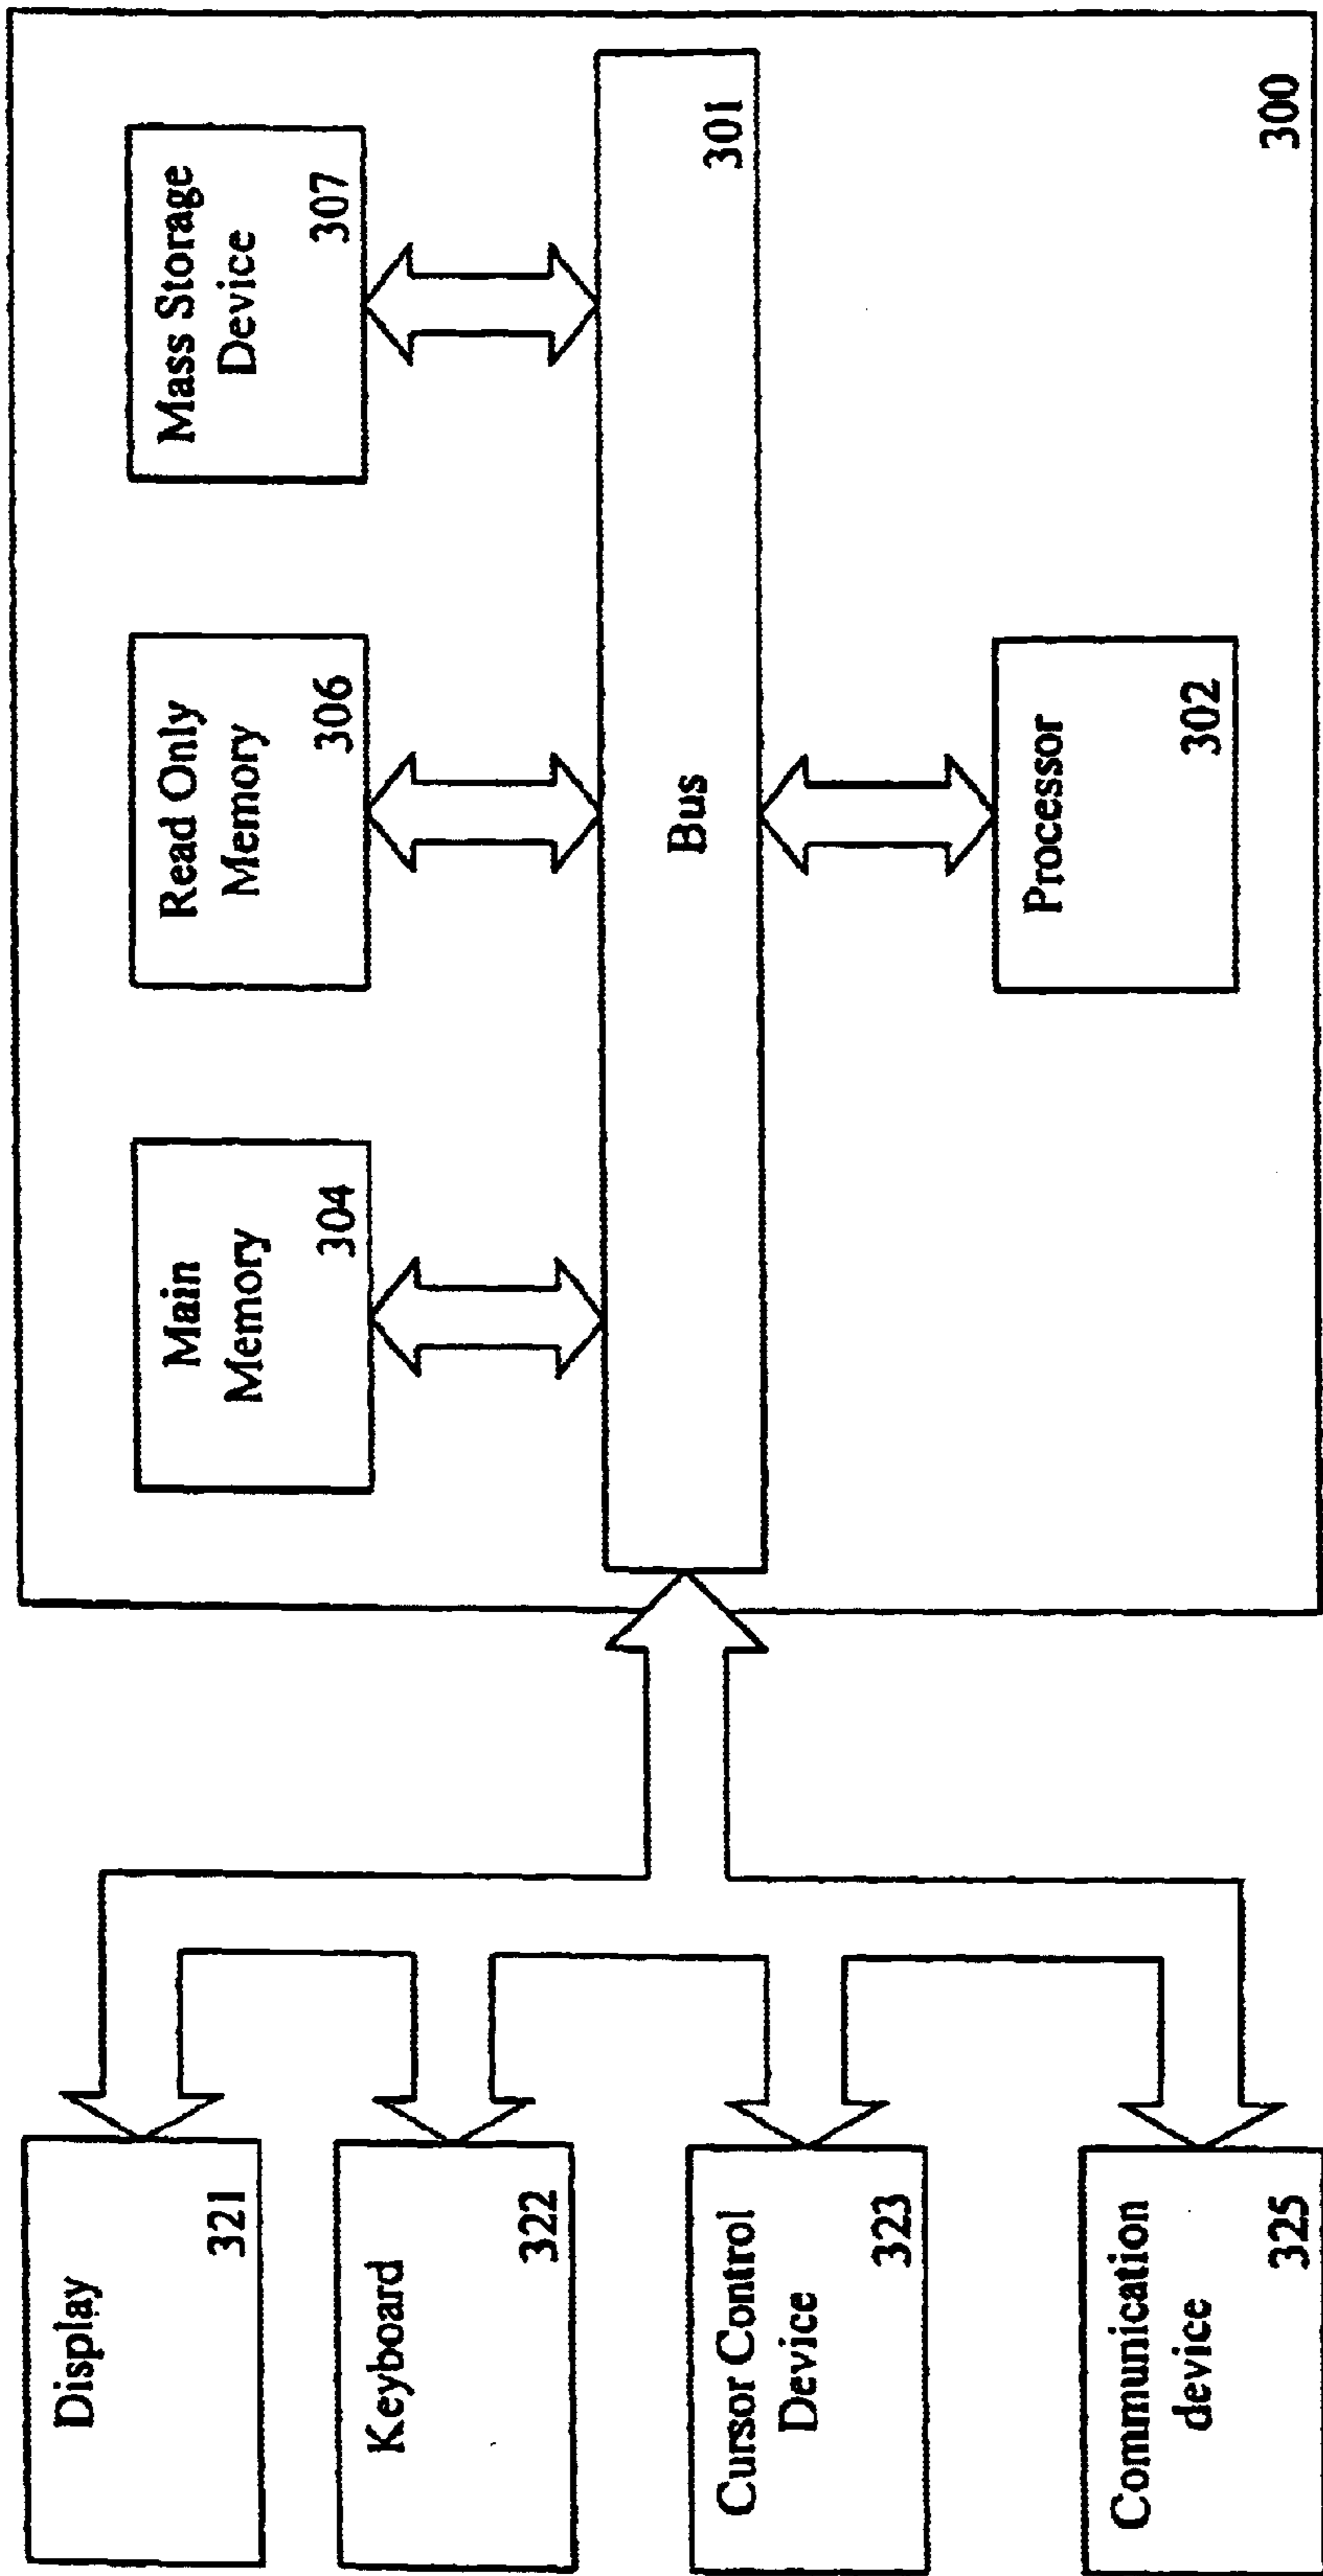 Display
321
Keyboard
322
Cursor Control
Device
323
Communication
device
325
Main
Memory
304
Read Only
Memory
306
Mass Storage
Device
307
Bus
301
Processor
302
300